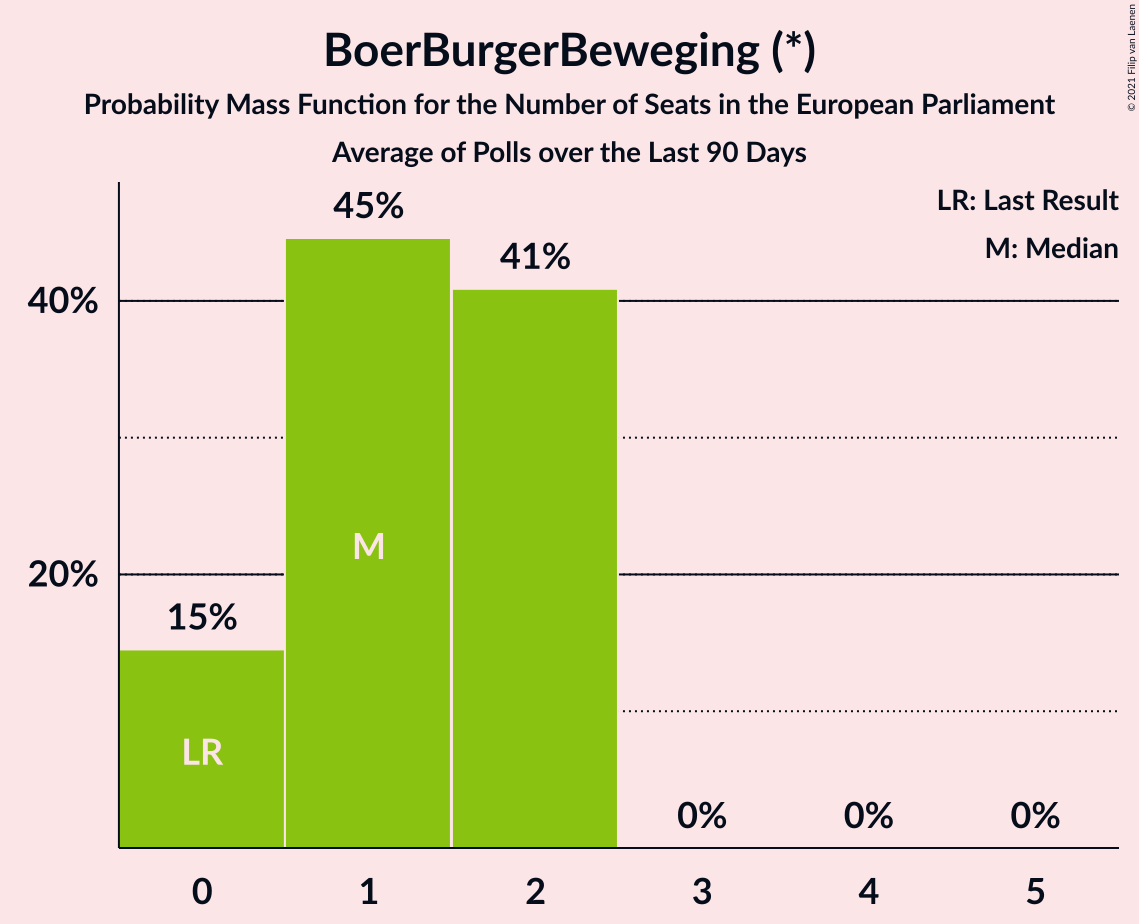 BoerBurgerBeweging (*)
Probability Mass Function for the Number of Seats in the European Parliament
Average of Polls over the Last 90 Days
© 2021 Filip van Laenen
LR: Last Result
M: Median
45%
41%
40%
M
20%
15%
LR
0% 0% 0%
0 1 2 3 4 5